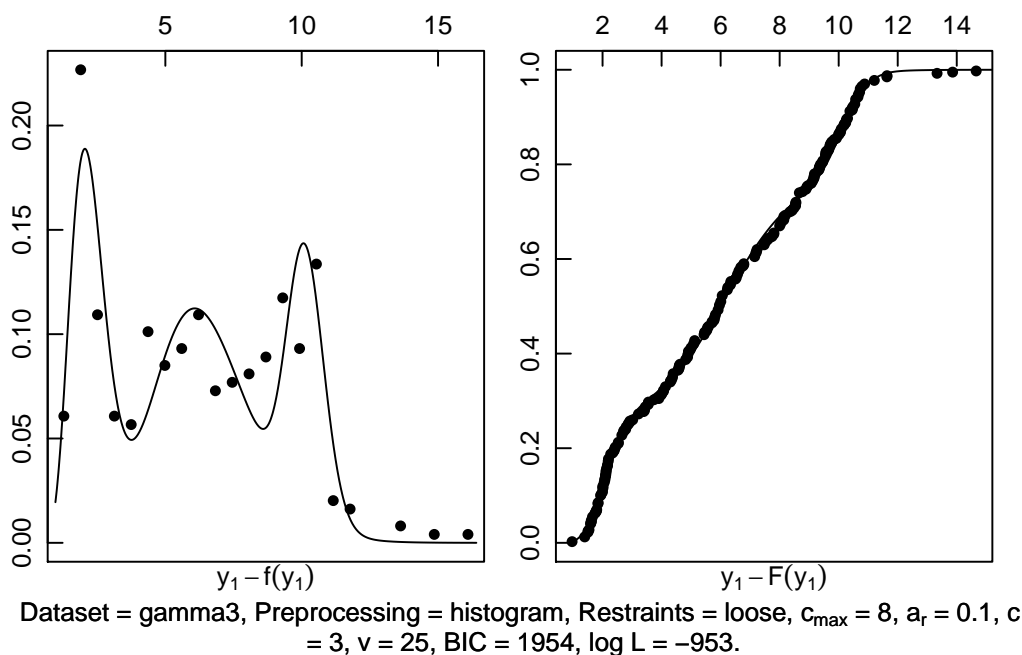 5 10 15
2 4 6 8 10 12 14
0.20
0.15
0.10
0.05
0.00
1.0
0.8
0.6
0.4
0.2
0.0
y₁ − f(y₁)
y₁ − F(y₁)
Dataset = gamma3, Preprocessing = histogram, Restraints = loose, cₘₐₓ = 8, aᵣ = 0.1, c
= 3, v = 25, BIC = 1954, log L = −953.